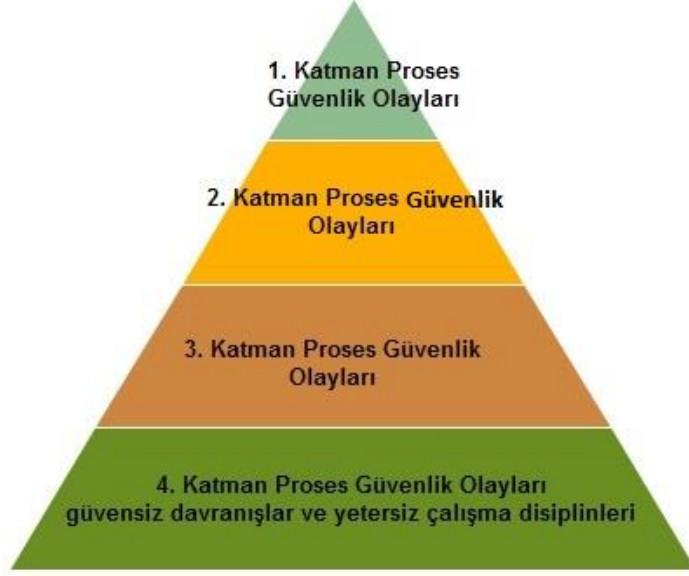 1. Katman Proses
Güvenlik Olayları
2. Katman Proses Güvenlik
Olayları
3. Katman Proses Güvenlik
Olayları
4. Katman Proses Güvenlik Olayları
güvensiz davranışlar ve yetersiz çalışma disiplinleri